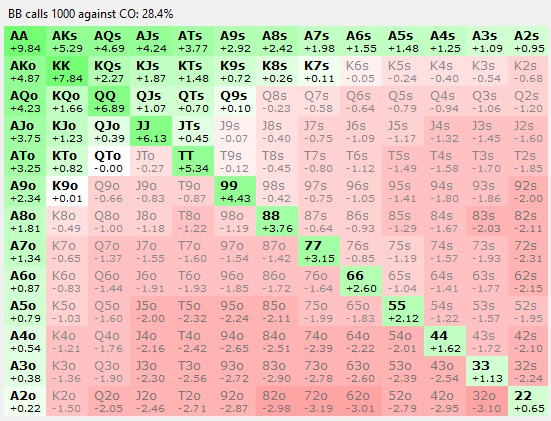 BB calls 1000 against CO: 28.4%
AA AKs AQs AJs ATs A9s A8s A7s A6s A5s A4s A3s A2s
+9.84 +5.29 +4.69 +4.24 +3.77 +2.92 +2.42 +1.98 +1.55 +1.48 +1.25 +1.09 +0.95
AKo KK KQs KJs KTs K9s K8s K7s K6s K5s K4s K3s K2s
+4.87 +7.84 +2.27 +1.87 +1.48 +0.72 +0.26 +0.11 -0.05 -0.24 -0.40 -0.54 -0.68
AQo KQo QQ QJs QTs Q9s Q8s Q7s Q6s Q5s Q4s Q3s Q2s
+4.23 +1.66 +6.89 +1.07 +0.70 +0.10 -0.23 -0.58 -0.64 -0.79 -0.94 -1.06 -1.20
AJo KJo QJo JJ JTs J9s J8s J7s J6s J5s J4s J3s J2s
+3.75 +1.23 +0.39 +6.13 +0.45 -0.07 -0.40 -0.75 -1.09 -1.17 -1.32 -1.45 -1.60
ATo KTo QTo JTo TT T9s T8s T7s T6s T5s T4s T3s T2s
+3.25 +0.82 -0.00 -0.27 +5.34 -0.12 -0.45 -0.80 -1.12 -1.49 -1.58 -1.70 -1.85
A9o K9o Q9o J9o T9o 99 98s 97s 96s 95s 94s 93s 92s
+2.34 +0.01 -0.66 -0.83 -0.87 +4.43 -0.42 -0.75 -1.05 -1.41 -1.80 -1.86 -2.00
A8o K8o Q8o J8o T8o 98o 88 87s 86s 85s 84s 83s 82s
+1.81 -0.49 -1.00 -1.18 -1.22 -1.19 +3.76 -0.64 -0.93 -1.29 -1.67 -2.03 -2.11
A7o K7o Q7o J7o T7o 97o 87o 77 76s 75s 74s 73s 72s
+1.34 -0.65 -1.37 -1.55 -1.60 -1.54 -1.42 +3.15 -0.85 -1.19 -1.57 -1.93 -2.31
A6o K6o Q6o J6o T6o 96o 86o 76o 66 65s 64s 63s 62s
+0.87 -0.83 -1.44 -1.91 -1.93 -1.85 -1.72 -1.64 +2.60 -1.04 -1.41 -1.77 -2.15
A5o K5o Q5o J5o T5o 95o 85o 75o 65o 55 54s 53s 52s
+0.79 -1.03 -1.60 -2.00 -2.32 -2.24 -2.11 -1.99 -1.83 +2.12 -1.22 -1.57 -1.95
A4o K4o Q4o J4o T4o 94o 84o 74o 64o 54o 44 43s 42s
+0.54 -1.21 -1.76 -2.16 -2.42 -2.65 -2.51 -2.39 -2.22 -2.01 +1.62 -1.72 -2.10
A3o K3o Q3o J3o T3o 93o 83o 73o 63o 53o 43o 33 32s
+0.38 -1.36 -1.90 -2.30 -2.56 -2.72 -2.90 -2.78 -2.60 -2.39 -2.54 +1.13 -2.24
A2o K2o Q2o J2o T2o 92o 82o 72o 62o 52o 42o 32o 22
+0.22 -1.50 -2.05 -2.46 -2.71 -2.87 -2.98 -3.19 -3.01 -2.79 -2.95 -3.10 +0.65